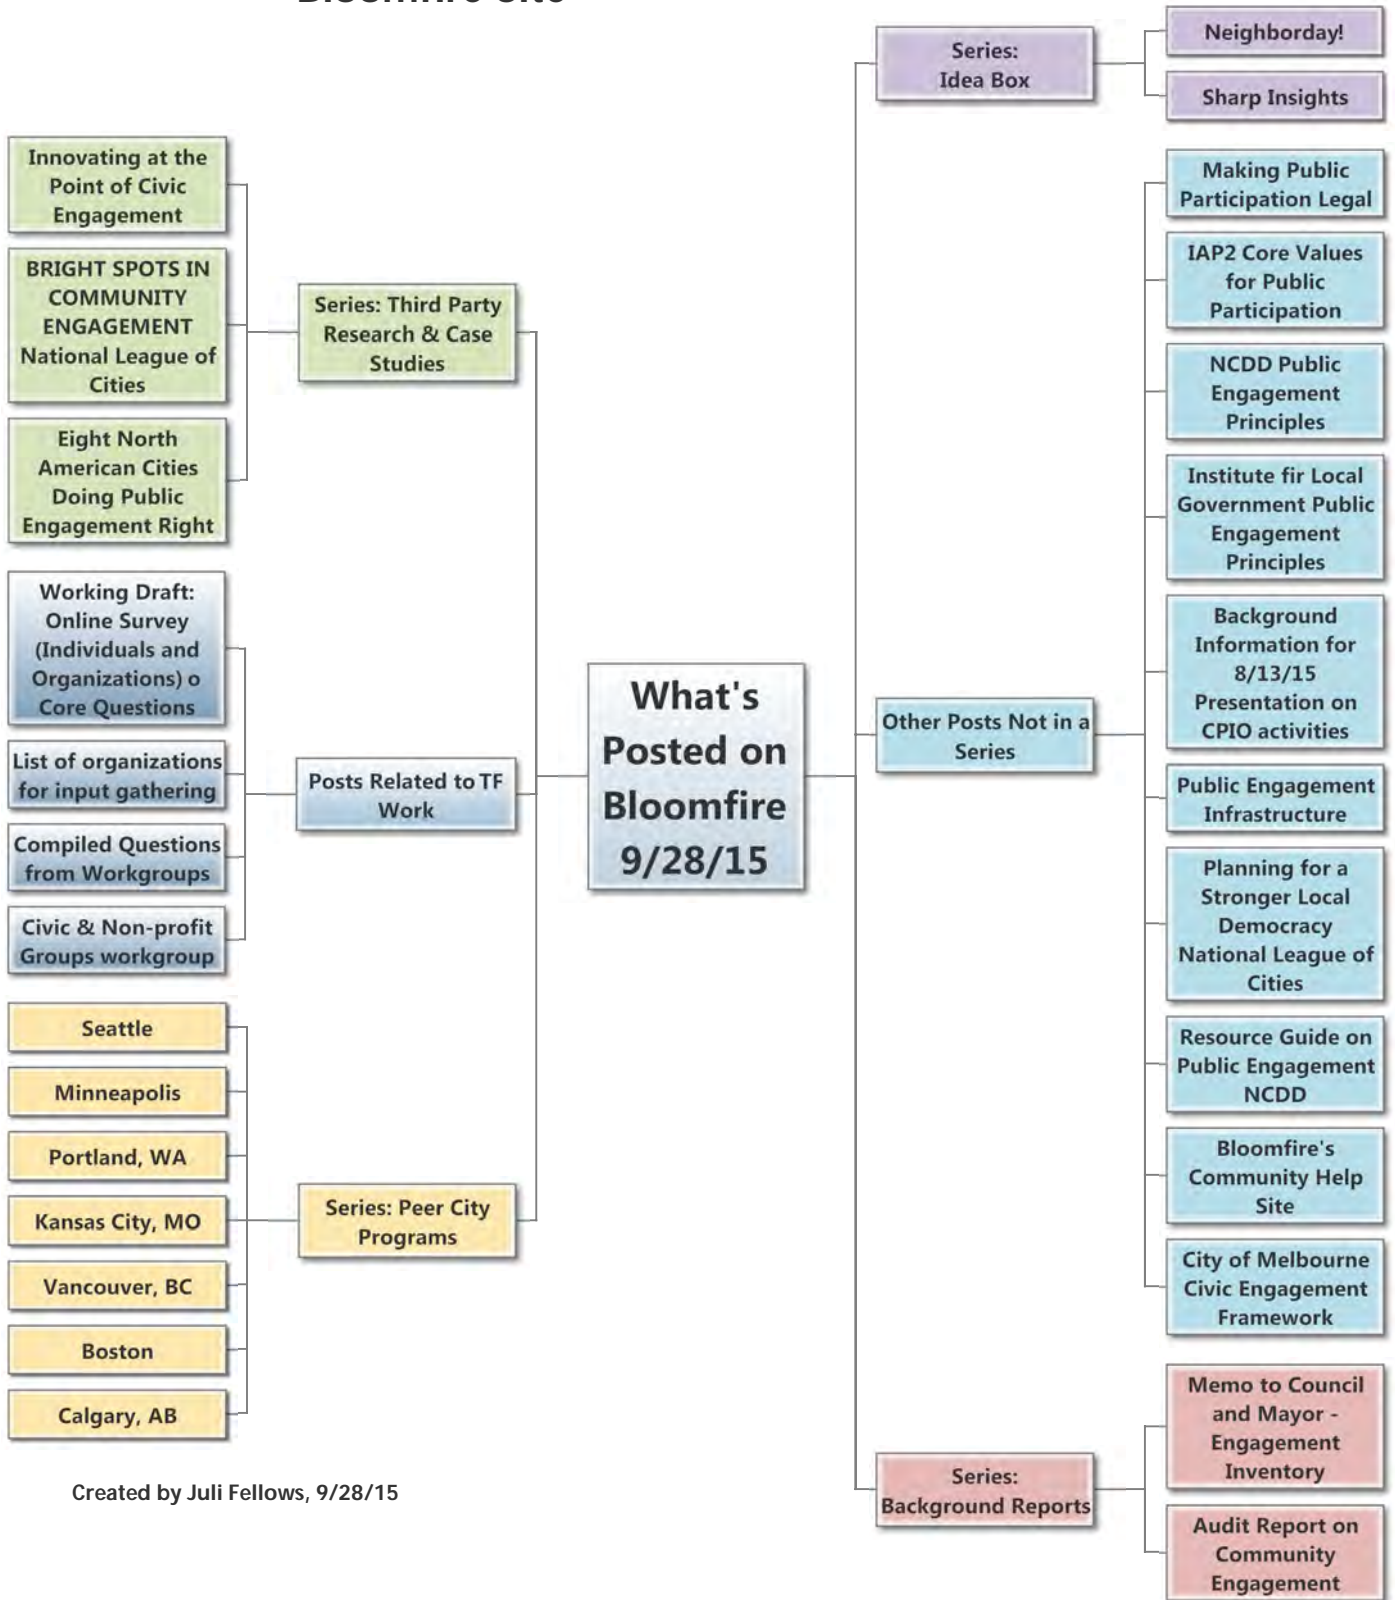 Bloomfire Site
Innovating at the
Point of Civic
Engagement
BRIGHT SPOTS IN
COMMUNITY
ENGAGEMENT
National League of
Cities
Eight North
American Cities
Doing Public
Engagement Right
Series: Third Party
Research & Case
Studies
Working Draft:
Online Survey
(Individuals and
Organizations) o
Core Questions
List of organizations
for input gathering
Compiled Questions
from Workgroups
Civic & Non-profit
Groups workgroup
Posts Related to TF
Work
Seattle
Minneapolis
Portland, WA
Kansas City, MO
Vancouver, BC
Boston
Calgary, AB
Series: Peer City
Programs
What's
Posted on
Bloomfire
9/28/15
Series:
Idea Box
Neighborday!
Sharp Insights
Other Posts Not in a
Series
Making Public
Participation Legal
IAP2 Core Values
for Public
Participation
NCDD Public
Engagement
Principles
Institute fir Local
Government Public
Engagement
Principles
Background
Information for
8/13/15
Presentation on
CPIO activities
Public Engagement
Infrastructure
Planning for a
Stronger Local
Democracy
National League of
Cities
Resource Guide on
Public Engagement
NCDD
Bloomfire's
Community Help
Site
City of Melbourne
Civic Engagement
Framework
Series:
Background Reports
Memo to Council
and Mayor -
Engagement
Inventory
Audit Report on
Community
Engagement
Created by Juli Fellows, 9/28/15